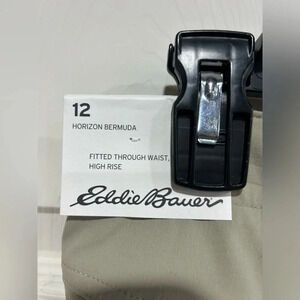 12
HORIZON BERMUDA
FITTED THROUGH WAIST,
HIGH RISE
Eddie Bauer